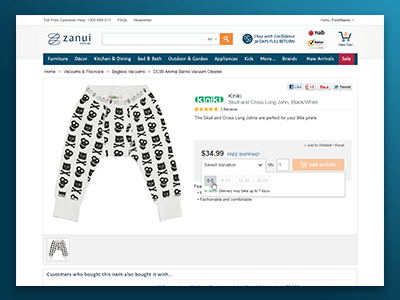 Toll Free Customer Help: 1300 668 317 FAQs Newsletter
Hello, FirstName
zanui
.com.au
Shop with Confidence
30 DAYS FULL RETURN
nab
Norton
View Cart
Furniture Décor Kitchen & Dining Bed & Bath Outdoor & Garden Appliances Kids More... Brands New Arrivals Sale
Home Vacuums & Floorcare Bagless Vacuums DC39 Animal Barrel Vacuum Cleaner
Like Tweet Pin it
kiniki
Kiniki
Skull and Cross Long John, Black/White
2 Reviews
The Skull and Cross Long Johns are perfect for your little pirate.
+ Add to Wishlist
Email
$34.99 FREE SHIPPING*
Select Variation Qty 1 Add to Cart
0-6 6-12 12-18 18-24
In stock Delivery may take up to 7 days
• Fashionable and comfortable
Customers who bought this item also bought it with...